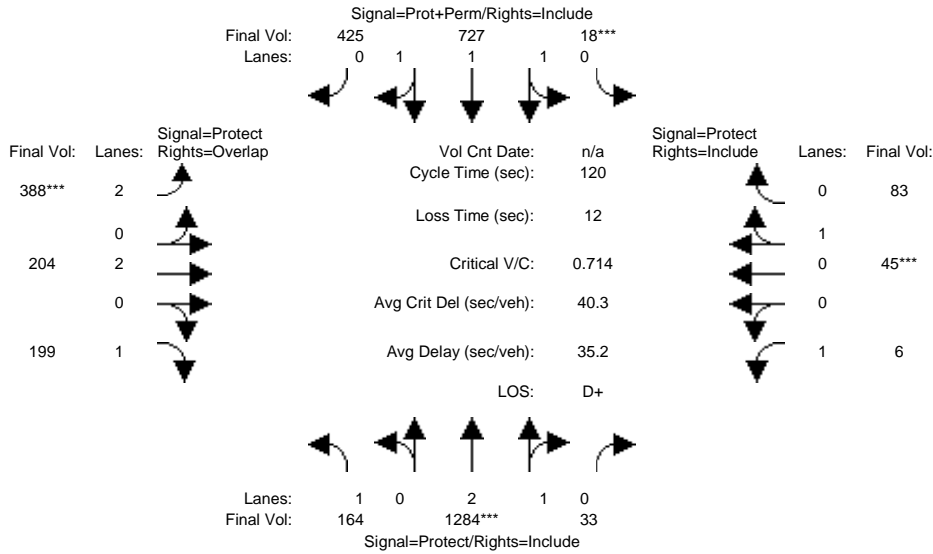 Signal=Prot+Perm/Rights=Include
Final Vol: 425 727 18***
Lanes: 0 1 1 1 0
Signal=Protect
Final Vol: Lanes: Rights=Overlap
Vol Cnt Date: n/a
Signal=Protect
Rights=Include Lanes: Final Vol:
Cycle Time (sec): 120
388*** 2
0 83
Loss Time (sec): 12
0
1
204 2
Critical V/C: 0.714
0 45***
0
Avg Crit Del (sec/veh): 40.3
0
199 1
Avg Delay (sec/veh): 35.2
1 6
LOS: D+
Lanes: 1 0 2 1 0
Final Vol: 164 1284*** 33
Signal=Protect/Rights=Include